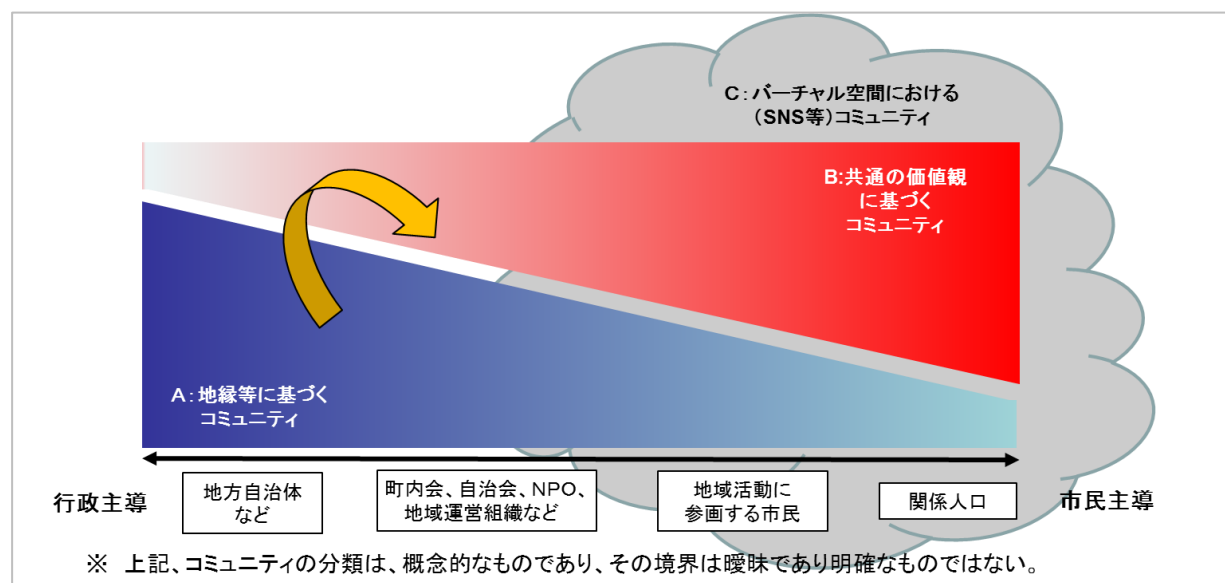 C:バーチャル空間における
(SNS等)コミュニティ
B:共通の価値観
に基づく
コミュニティ
A:地縁等に基づく
コミュニティ
行政主導
地方自治体
など
町内会、自治会、NPO、
地域運営組織など
地域活動に
参画する市民
関係人口
市民主導
※ 上記、コミュニティの分類は、概念的なものであり、その境界は曖昧であり明確なものではない。